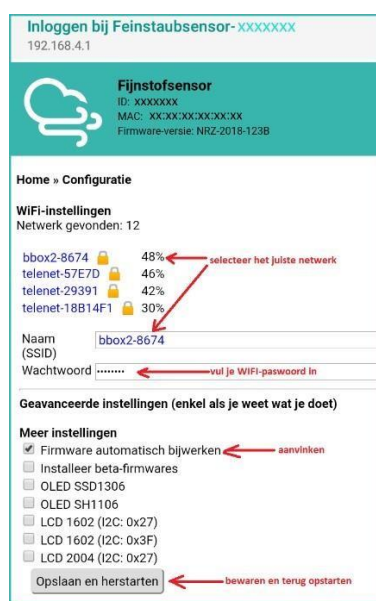 Inloggen bij Feinstaubsensor-XXXXXXX
192.168.4.1
Fijnstofsensor
ID: XXXXXXX
MAC: XX:XX:XX:XX:XX:XX
Firmware-versie: NRZ-2018-123B
Home » Configuratie
WiFi-instellingen
Netwerk gevonden: 12
bbox2-8674 48% selecteer het juiste netwerk
telenet-57E7D 46%
telenet-29391 42%
telenet-18B14F1 30%
Naam (SSID) bbox2-8674
Wachtwoord •••••••• vul je WIFI-paswoord in
Geavanceerde instellingen (enkel als je weet wat je doet)
Meer instellingen
Firmware automatisch bijwerken aanvinken
Installeer beta-firmwares
OLED SSD1306
OLED SH1106
LCD 1602 (I2C: 0x27)
LCD 1602 (I2C: 0x3F)
LCD 2004 (I2C: 0x27)
Opslaan en herstarten bewaren en terug opstarten